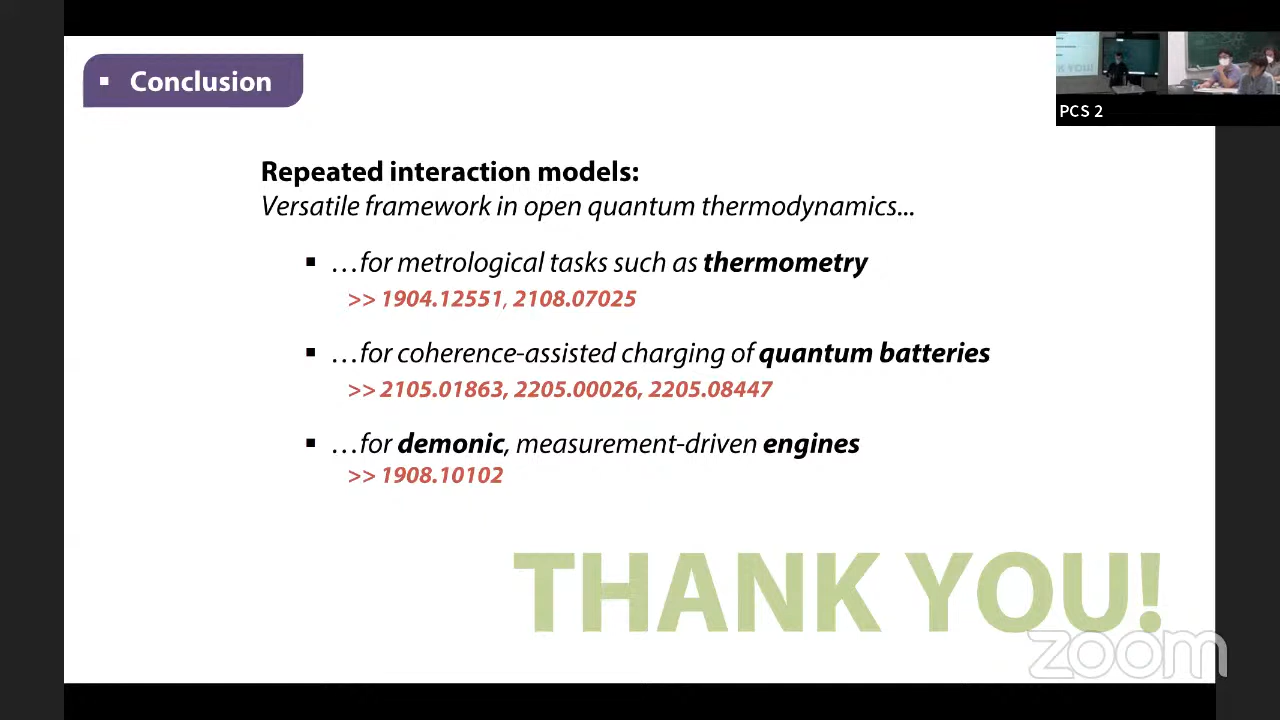 ▪ Conclusion
PCS 2
Repeated interaction models:
Versatile framework in open quantum thermodynamics...
▪ …for metrological tasks such as thermometry
>> 1904.12551, 2108.07025
▪ …for coherence-assisted charging of quantum batteries
>> 2105.01863, 2205.00026, 2205.08447
▪ …for demonic, measurement-driven engines
>> 1908.10102
THANK YOU!
zoom